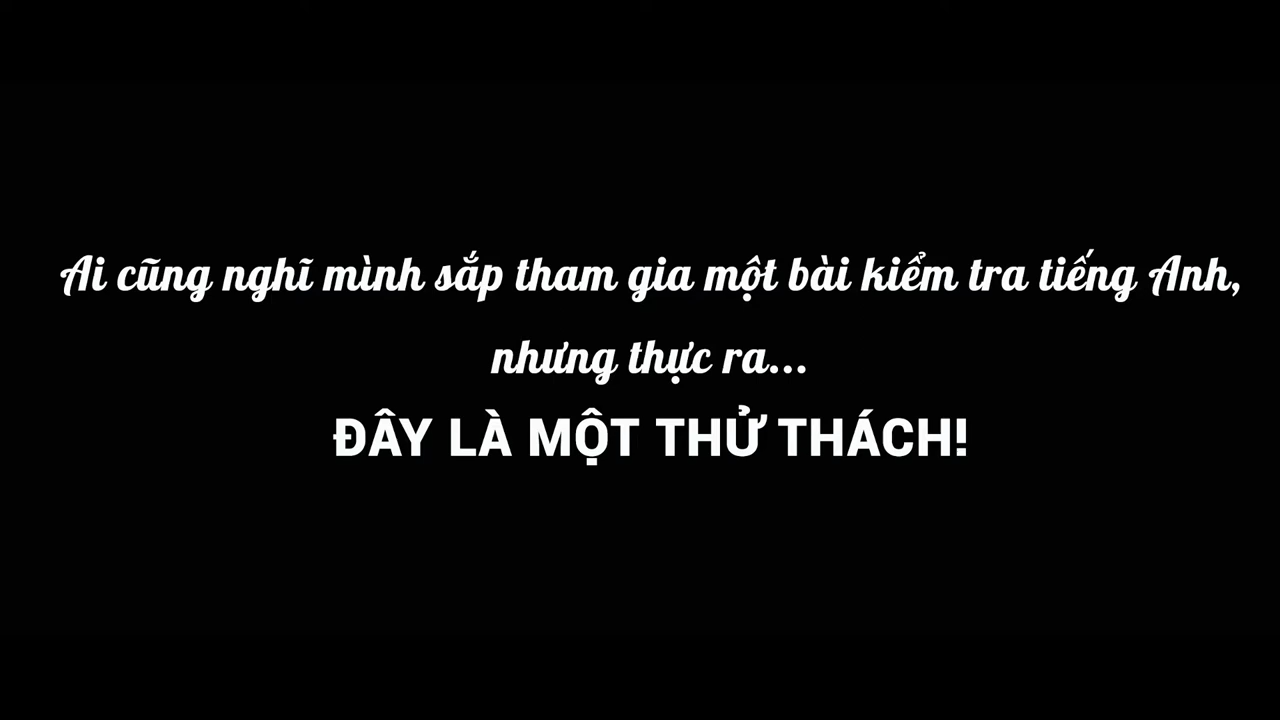 Ai cũng nghĩ mình sắp tham gia một bài kiểm tra tiếng Anh,
nhưng thực ra...
ĐÂY LÀ MỘT THỬ THÁCH!